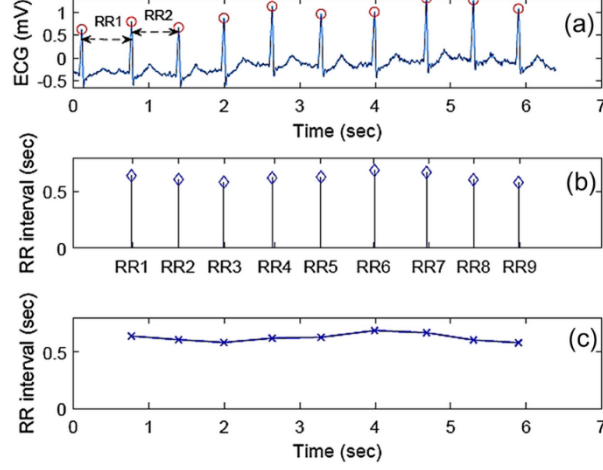 RR1 RR2 (a)
ECG (mV)
1
0.5
0
-0.5
0 1 2 3 4 5 6 7
Time (sec)
RR interval (sec)
(b)
0.5
0
RR1 RR2 RR3 RR4 RR5 RR6 RR7 RR8 RR9
RR interval (sec)
(c)
0.5
0
0 1 2 3 4 5 6 7
Time (sec)